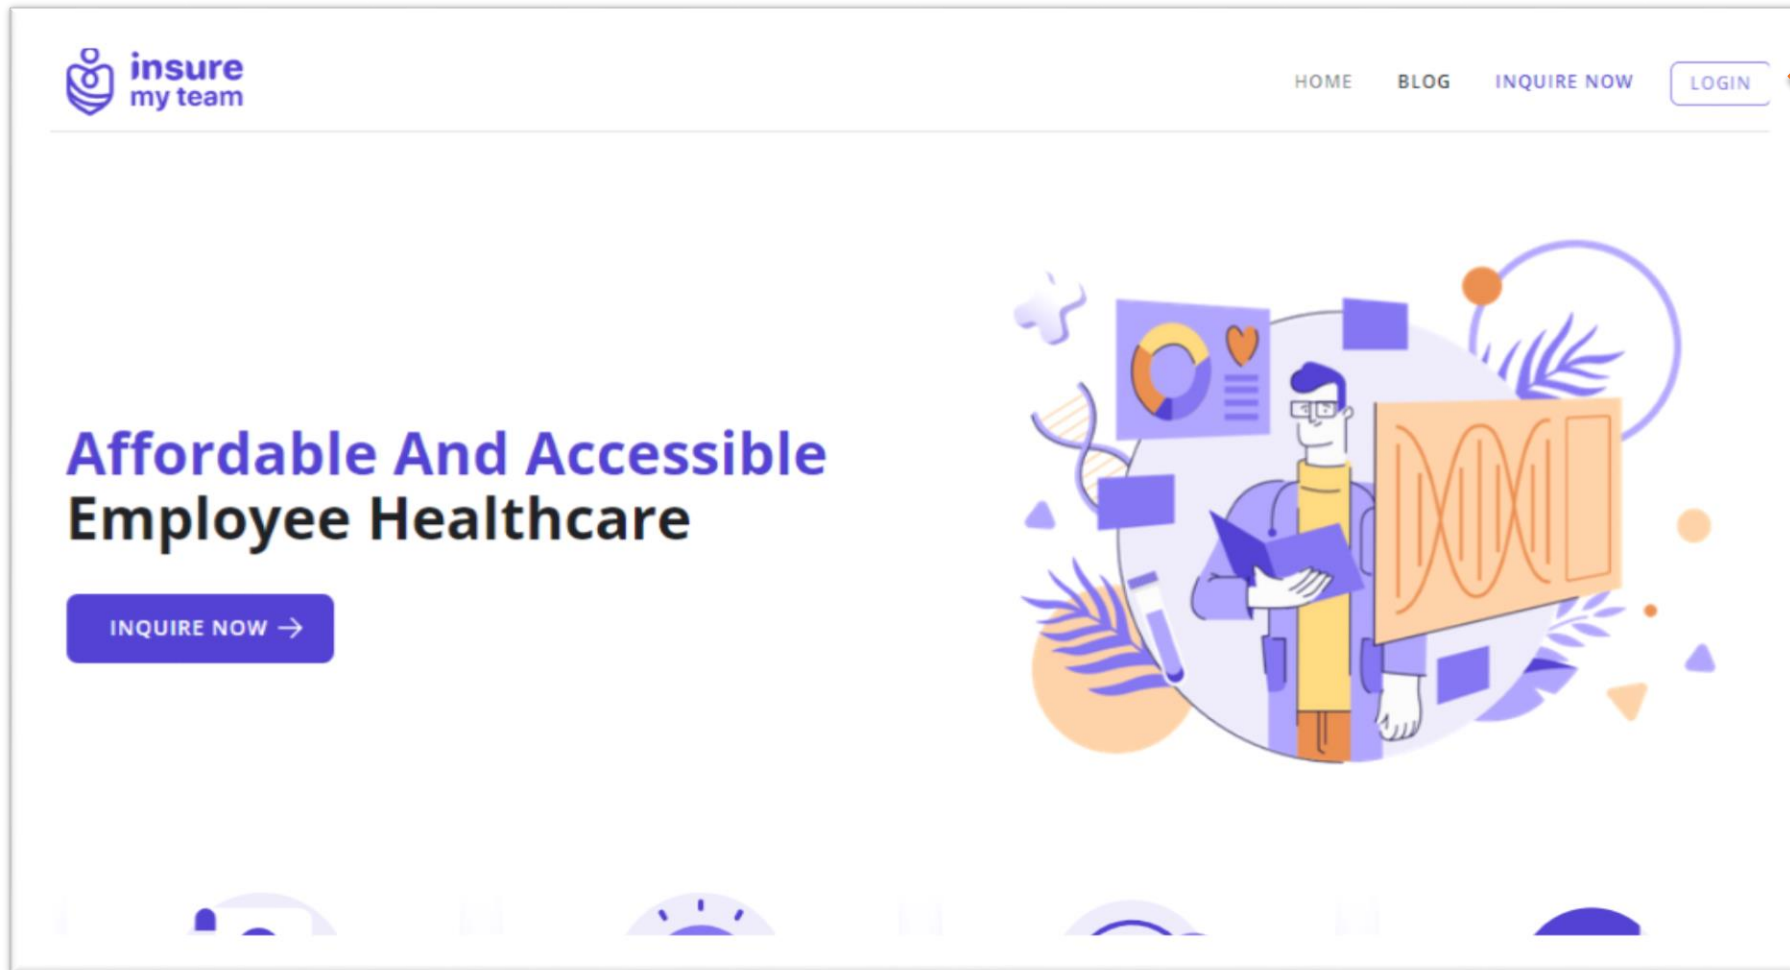 insure
my team
HOME BLOG INQUIRE NOW LOGIN
Affordable And Accessible
Employee Healthcare
INQUIRE NOW